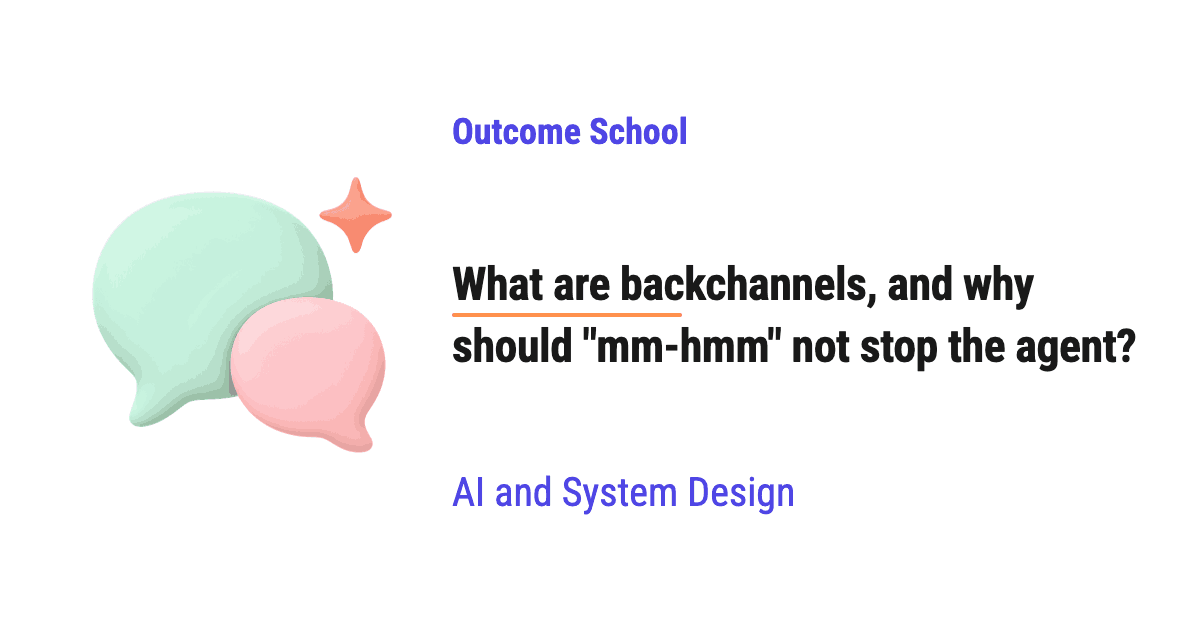 Outcome School
What are backchannels, and why
should "mm-hmm" not stop the agent?
AI and System Design